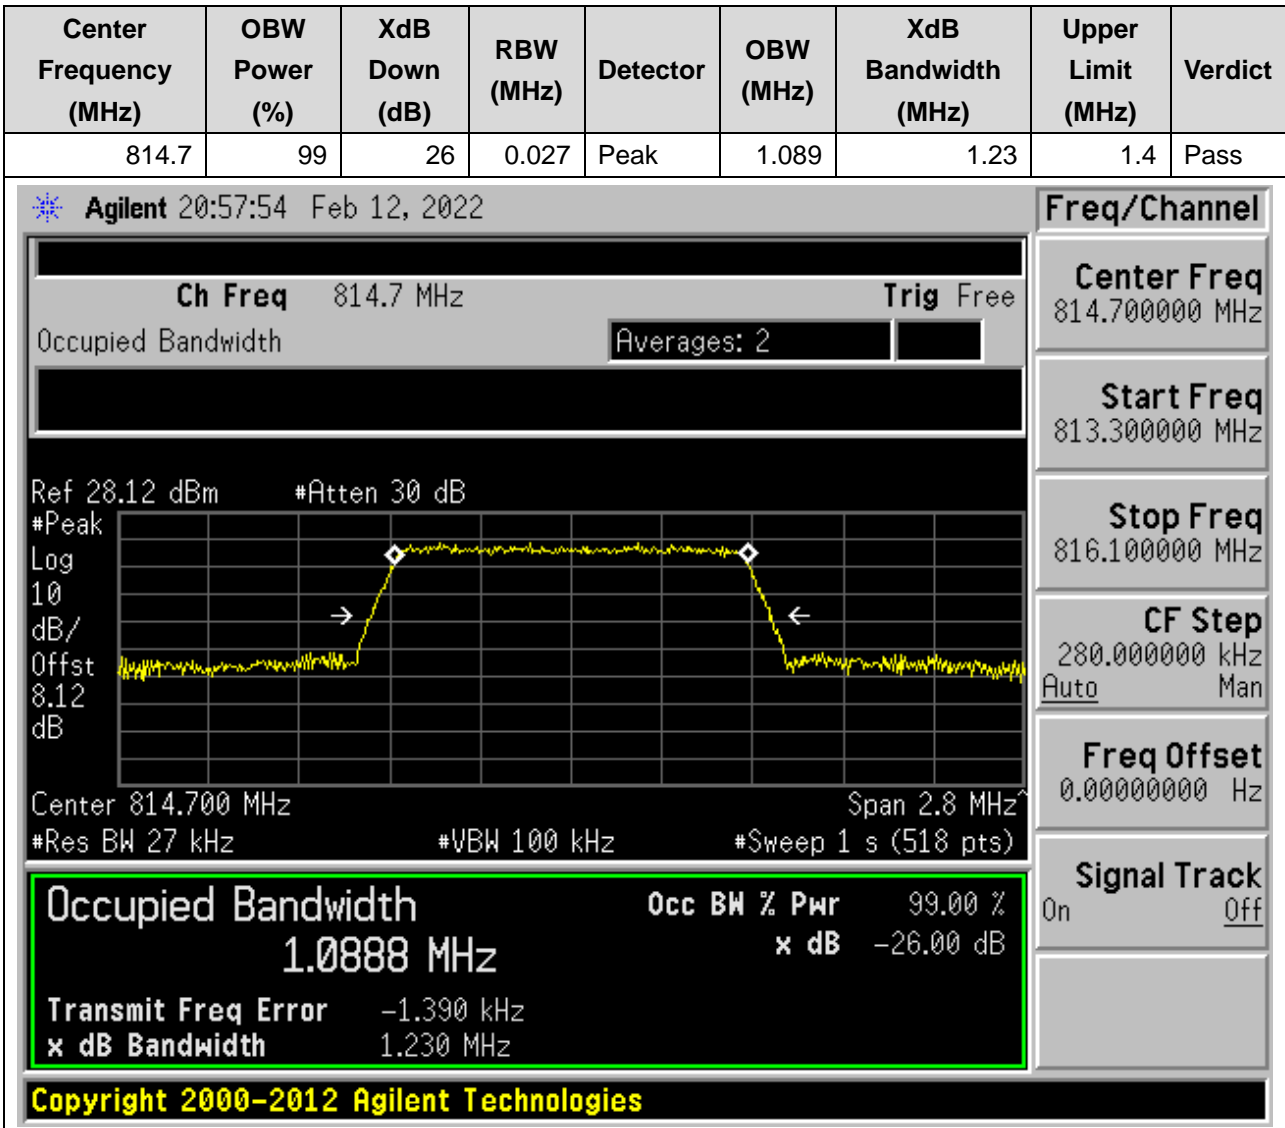 Center Frequency (MHz) OBW Power (%) XdB Down (dB) RBW (MHz) Detector OBW (MHz) XdB Bandwidth (MHz) Upper Limit (MHz) Verdict
814.7 99 26 0.027 Peak 1.089 1.23 1.4 Pass
Agilent 20:57:54 Feb 12, 2022
Freq/Channel
Ch Freq 814.7 MHz Trig Free
Occupied Bandwidth Averages: 2
Center Freq
814.700000 MHz
Start Freq
813.300000 MHz
Stop Freq
816.100000 MHz
CF Step
280.000000 kHz
Auto Man
Freq Offset
0.00000000 Hz
Signal Track
On Off
Ref 28.12 dBm #Atten 30 dB
#Peak
Log
10
dB/
Offst
8.12
dB
Center 814.700 MHz Span 2.8 MHz^
#Res BW 27 kHz #VBW 100 kHz #Sweep 1 s (518 pts)
Occupied Bandwidth Occ BW % Pwr 99.00 %
1.0888 MHz x dB -26.00 dB
Transmit Freq Error -1.390 kHz
x dB Bandwidth 1.230 MHz
Copyright 2000-2012 Agilent Technologies